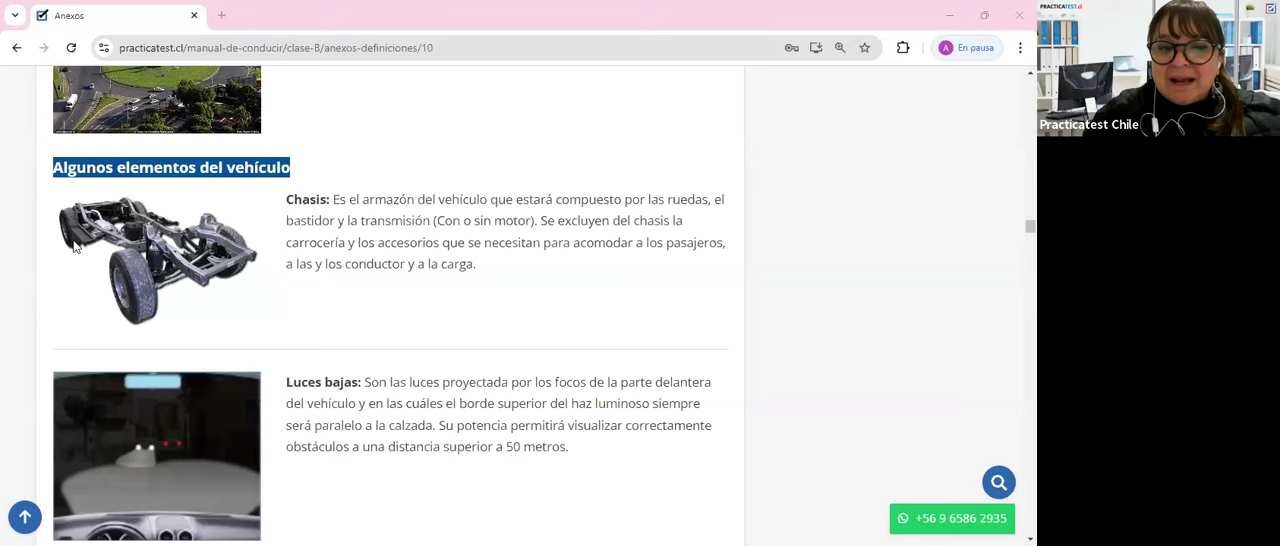 Anexos
practicatest.cl/manual-de-conducir/clase-B/anexos-definiciones/10
A
En pausa
PRACTICATEST.CL
Practicatest Chile
Algunos elementos del vehículo
Chasis: Es el armazón del vehículo que estará compuesto por las ruedas, el
bastidor y la transmisión (Con o sin motor). Se excluyen del chasis la
carrocería y los accesorios que se necesitan para acomodar a los pasajeros,
a las y los conductor y a la carga.
Luces bajas: Son las luces proyectada por los focos de la parte delantera
del vehículo y en las cuáles el borde superior del haz luminoso siempre
será paralelo a la calzada. Su potencia permitirá visualizar correctamente
obstáculos a una distancia superior a 50 metros.
+56 9 6586 2935